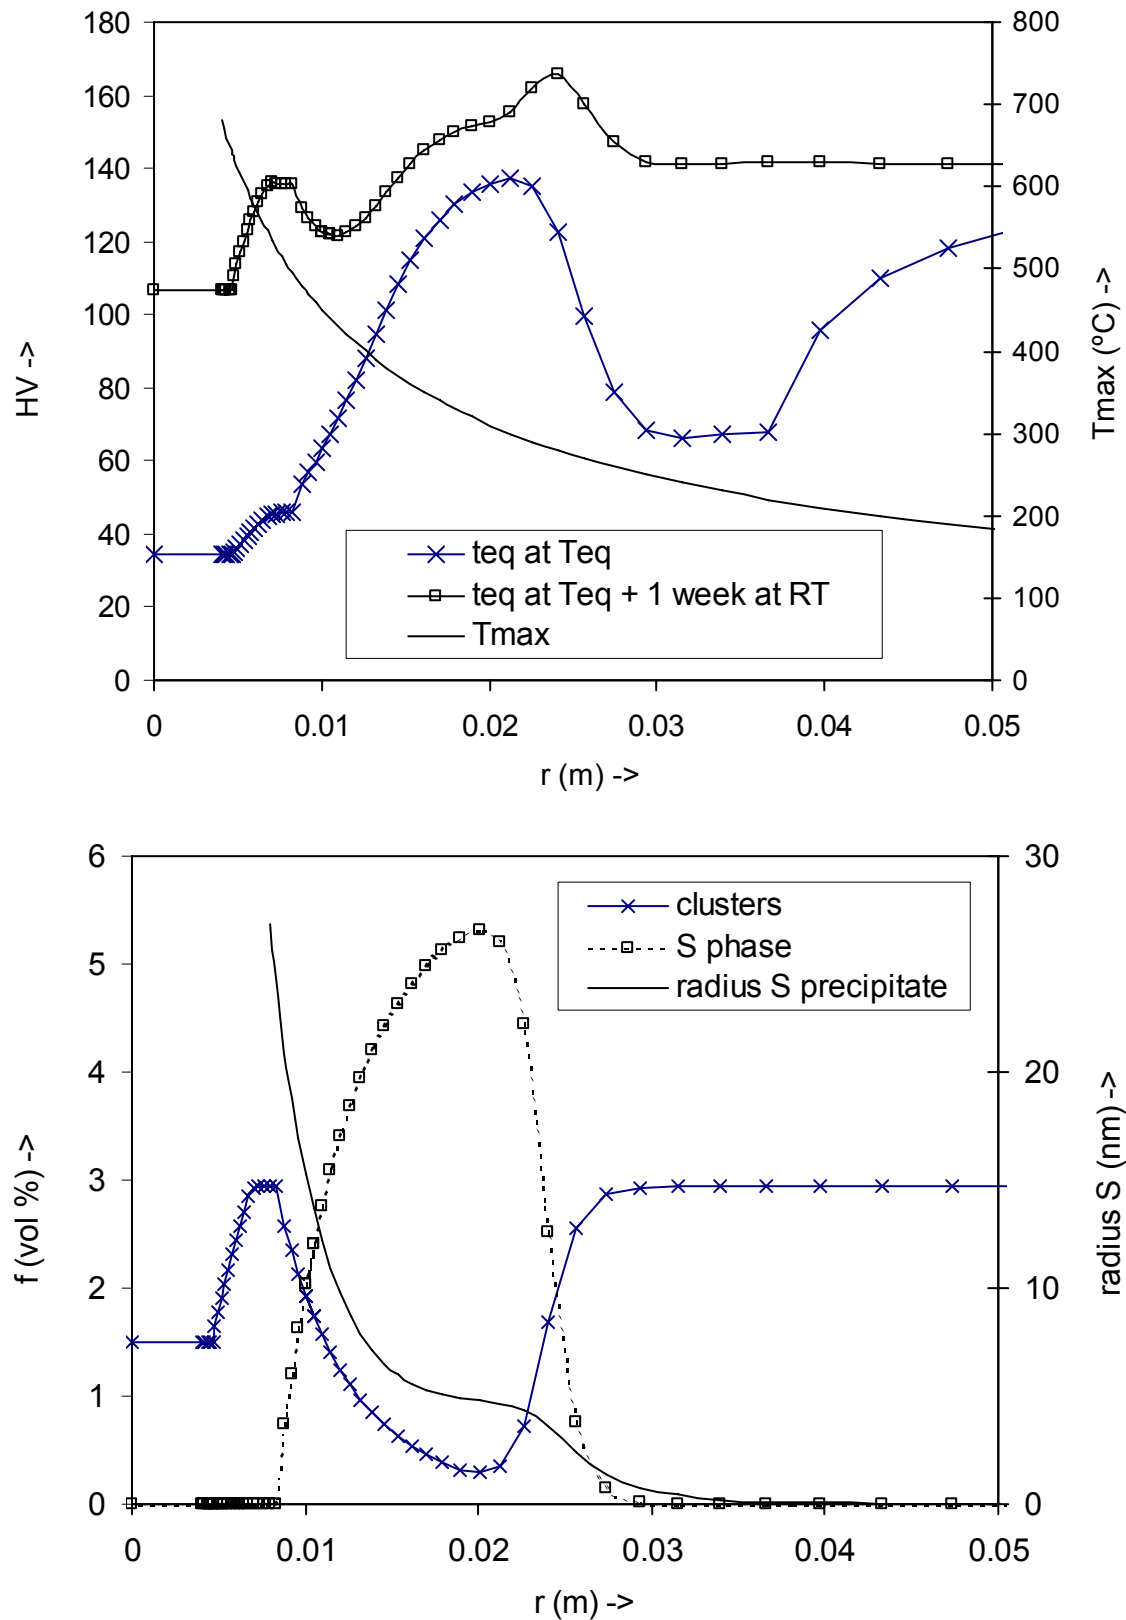 180
160
140
120
100
80
60
40
20
0
HV ->
800
700
600
500
400
300
200
100
0
Tmax (ºC) ->
teq at Teq
teq at Teq + 1 week at RT
Tmax
0 0.01 0.02 0.03 0.04 0.05
r (m) ->
6
5
4
3
2
1
0
f (vol %) ->
30
20
10
0
radius S (nm) ->
clusters
S phase
radius S precipitate
0 0.01 0.02 0.03 0.04 0.05
r (m) ->